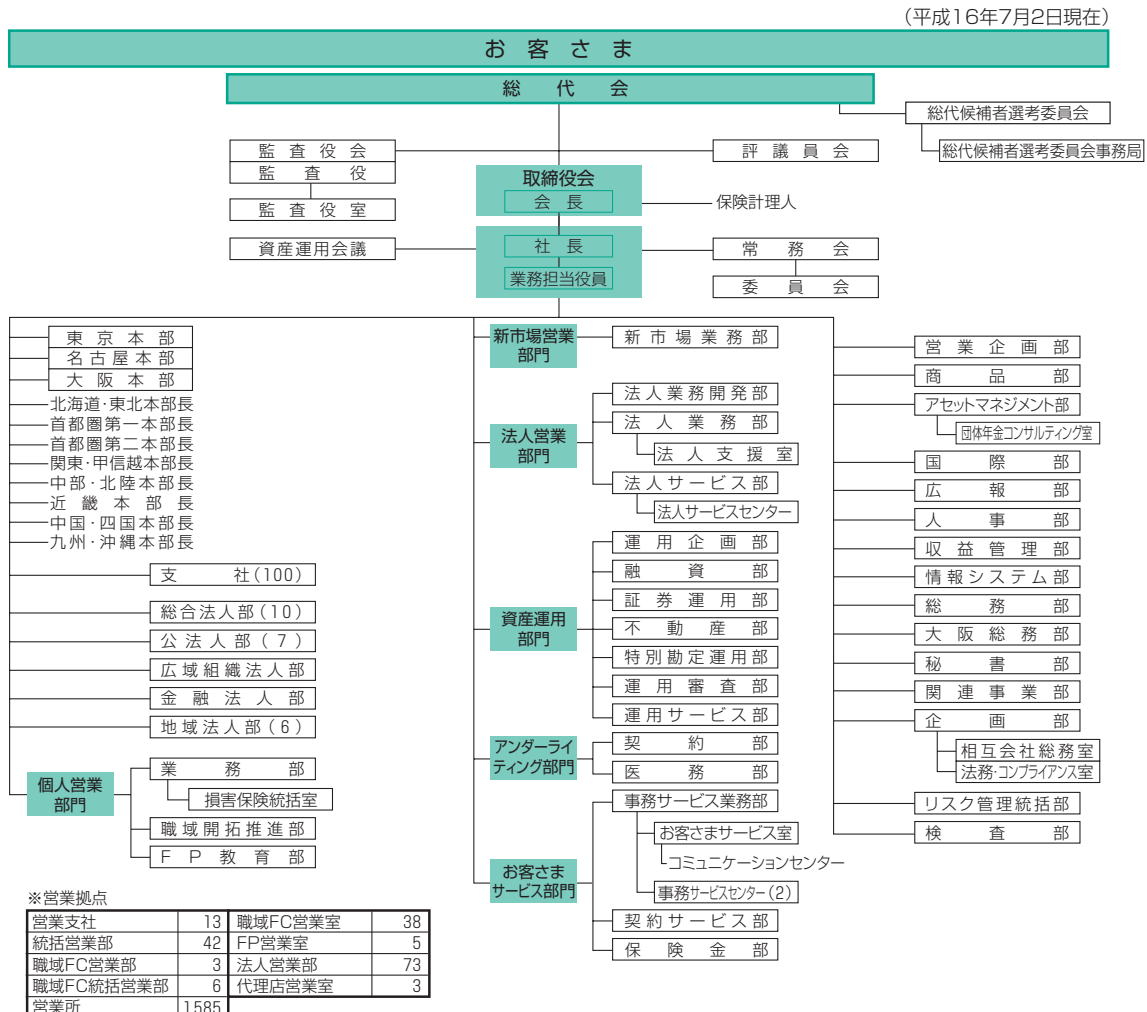 (平成16年7月2日現在)
お客さま
総代会
総代候補者選考委員会
総代候補者選考委員会事務局
監査役会
監査役
監査役室
評議員会
取締役会
会長
保険計理人
資産運用会議
社長
業務担当役員
常務会
委員会
東京本部
名古屋本部
大阪本部
北海道・東北本部長
首都圏第一本部長
首都圏第二本部長
関東・甲信越本部長
中部・北陸本部長
近畿本部長
中国・四国本部長
九州・沖縄本部長
支社(100)
総合法人部(10)
公法人部(7)
広域組織法人部
金融法人部
地域法人部(6)
個人営業部門
業務部
損害保険統括室
職域開拓推進部
FP教育部
新市場営業部門
新市場業務部
法人営業部門
法人業務開発部
法人業務部
法人支援室
法人サービス部
法人サービスセンター
資産運用部門
運用企画部
融資部
証券運用部
不動産部
特別勘定運用部
運用審査部
運用サービス部
アンダーライティング部門
契約部
医務部
お客さまサービス部門
事務サービス業務部
お客さまサービス室
コミュニケーションセンター
事務サービスセンター(2)
契約サービス部
保険金部
営業企画部
商品部
アセットマネジメント部
団体年金コンサルティング室
国際部
広報部
人事部
収益管理部
情報システム部
総務部
大阪総務部
秘書部
関連事業部
企画部
相互会社総務室
法務・コンプライアンス室
リスク管理統括部
検査部
※営業拠点
営業支社 13 職域FC営業室 38
統括営業部 42 FP営業室 5
職域FC営業部 3 法人営業部 73
職域FC統括営業部 6 代理店営業室 3
営業所 1,585